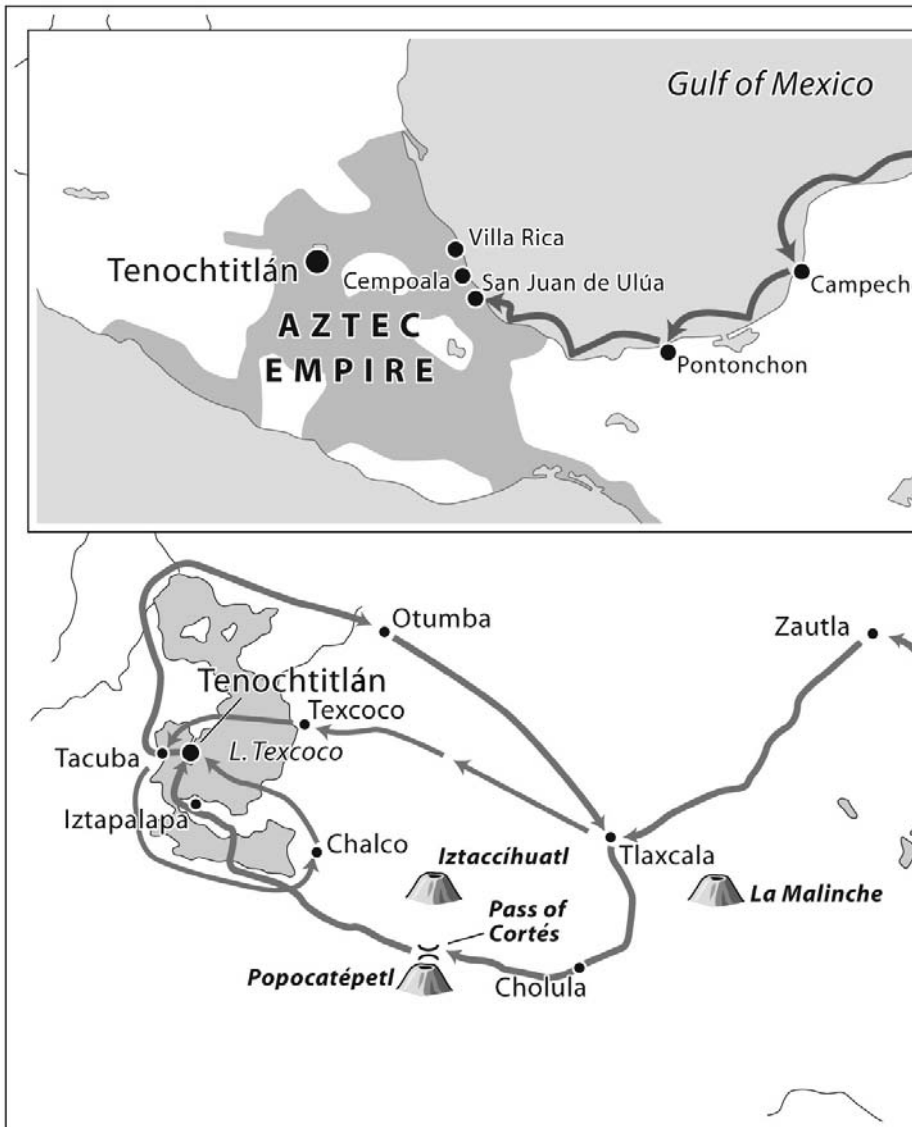 Gulf of Mexico
Villa Rica
Tenochtitlán
Cempoala
San Juan de Ulúa
Campech
AZTEC
EMPIRE
Pontonchon
Otumba
Zautla
Tenochtitlán
Texcoco
Tacuba
L. Texcoco
Iztapalapa
Chalco
Tlaxcala
Iztaccíhuatl
La Malinche
Pass of
Cortés
Popocatépetl
Cholula